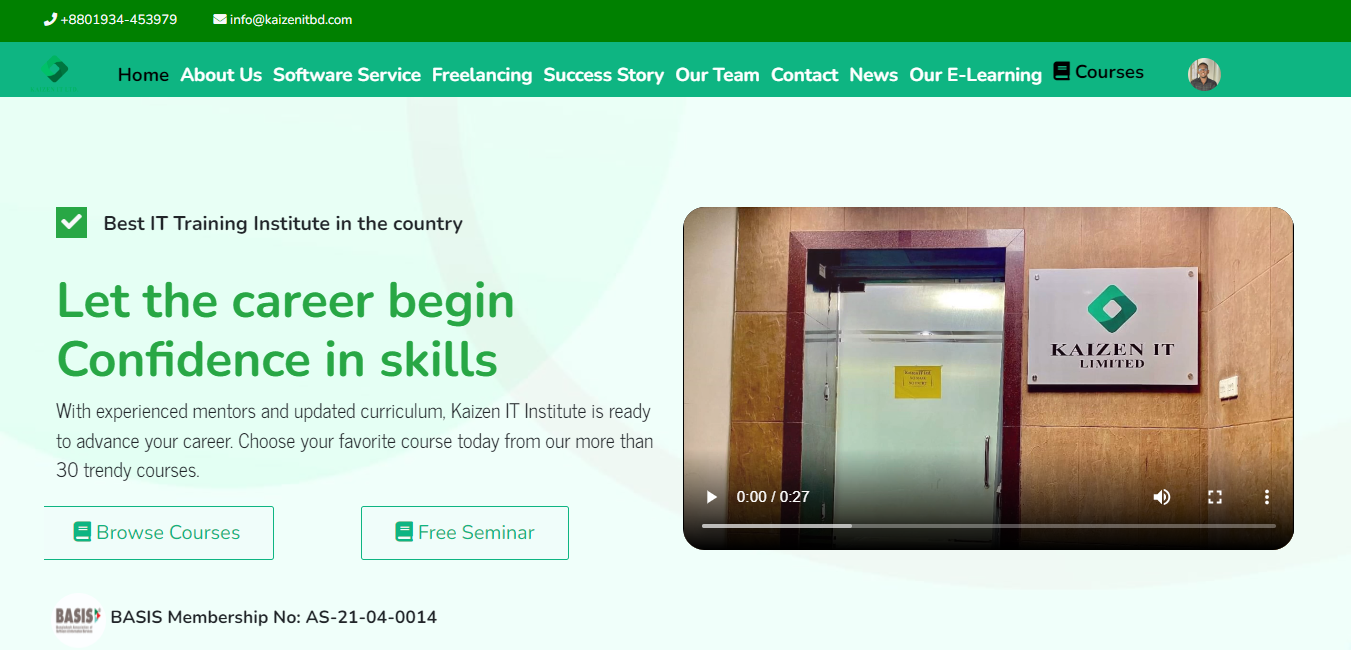 +8801934-453979 info@kaizenitbd.com
Home About Us Software Service Freelancing Success Story Our Team Contact News Our E-Learning Courses
Best IT Training Institute in the country
Let the career begin
Confidence in skills
With experienced mentors and updated curriculum, Kaizen IT Institute is ready
to advance your career. Choose your favorite course today from our more than
30 trendy courses.
Browse Courses Free Seminar
BASIS
BASIS Membership No: AS-21-04-0014
KAIZEN IT
LIMITED
0:00 / 0:27